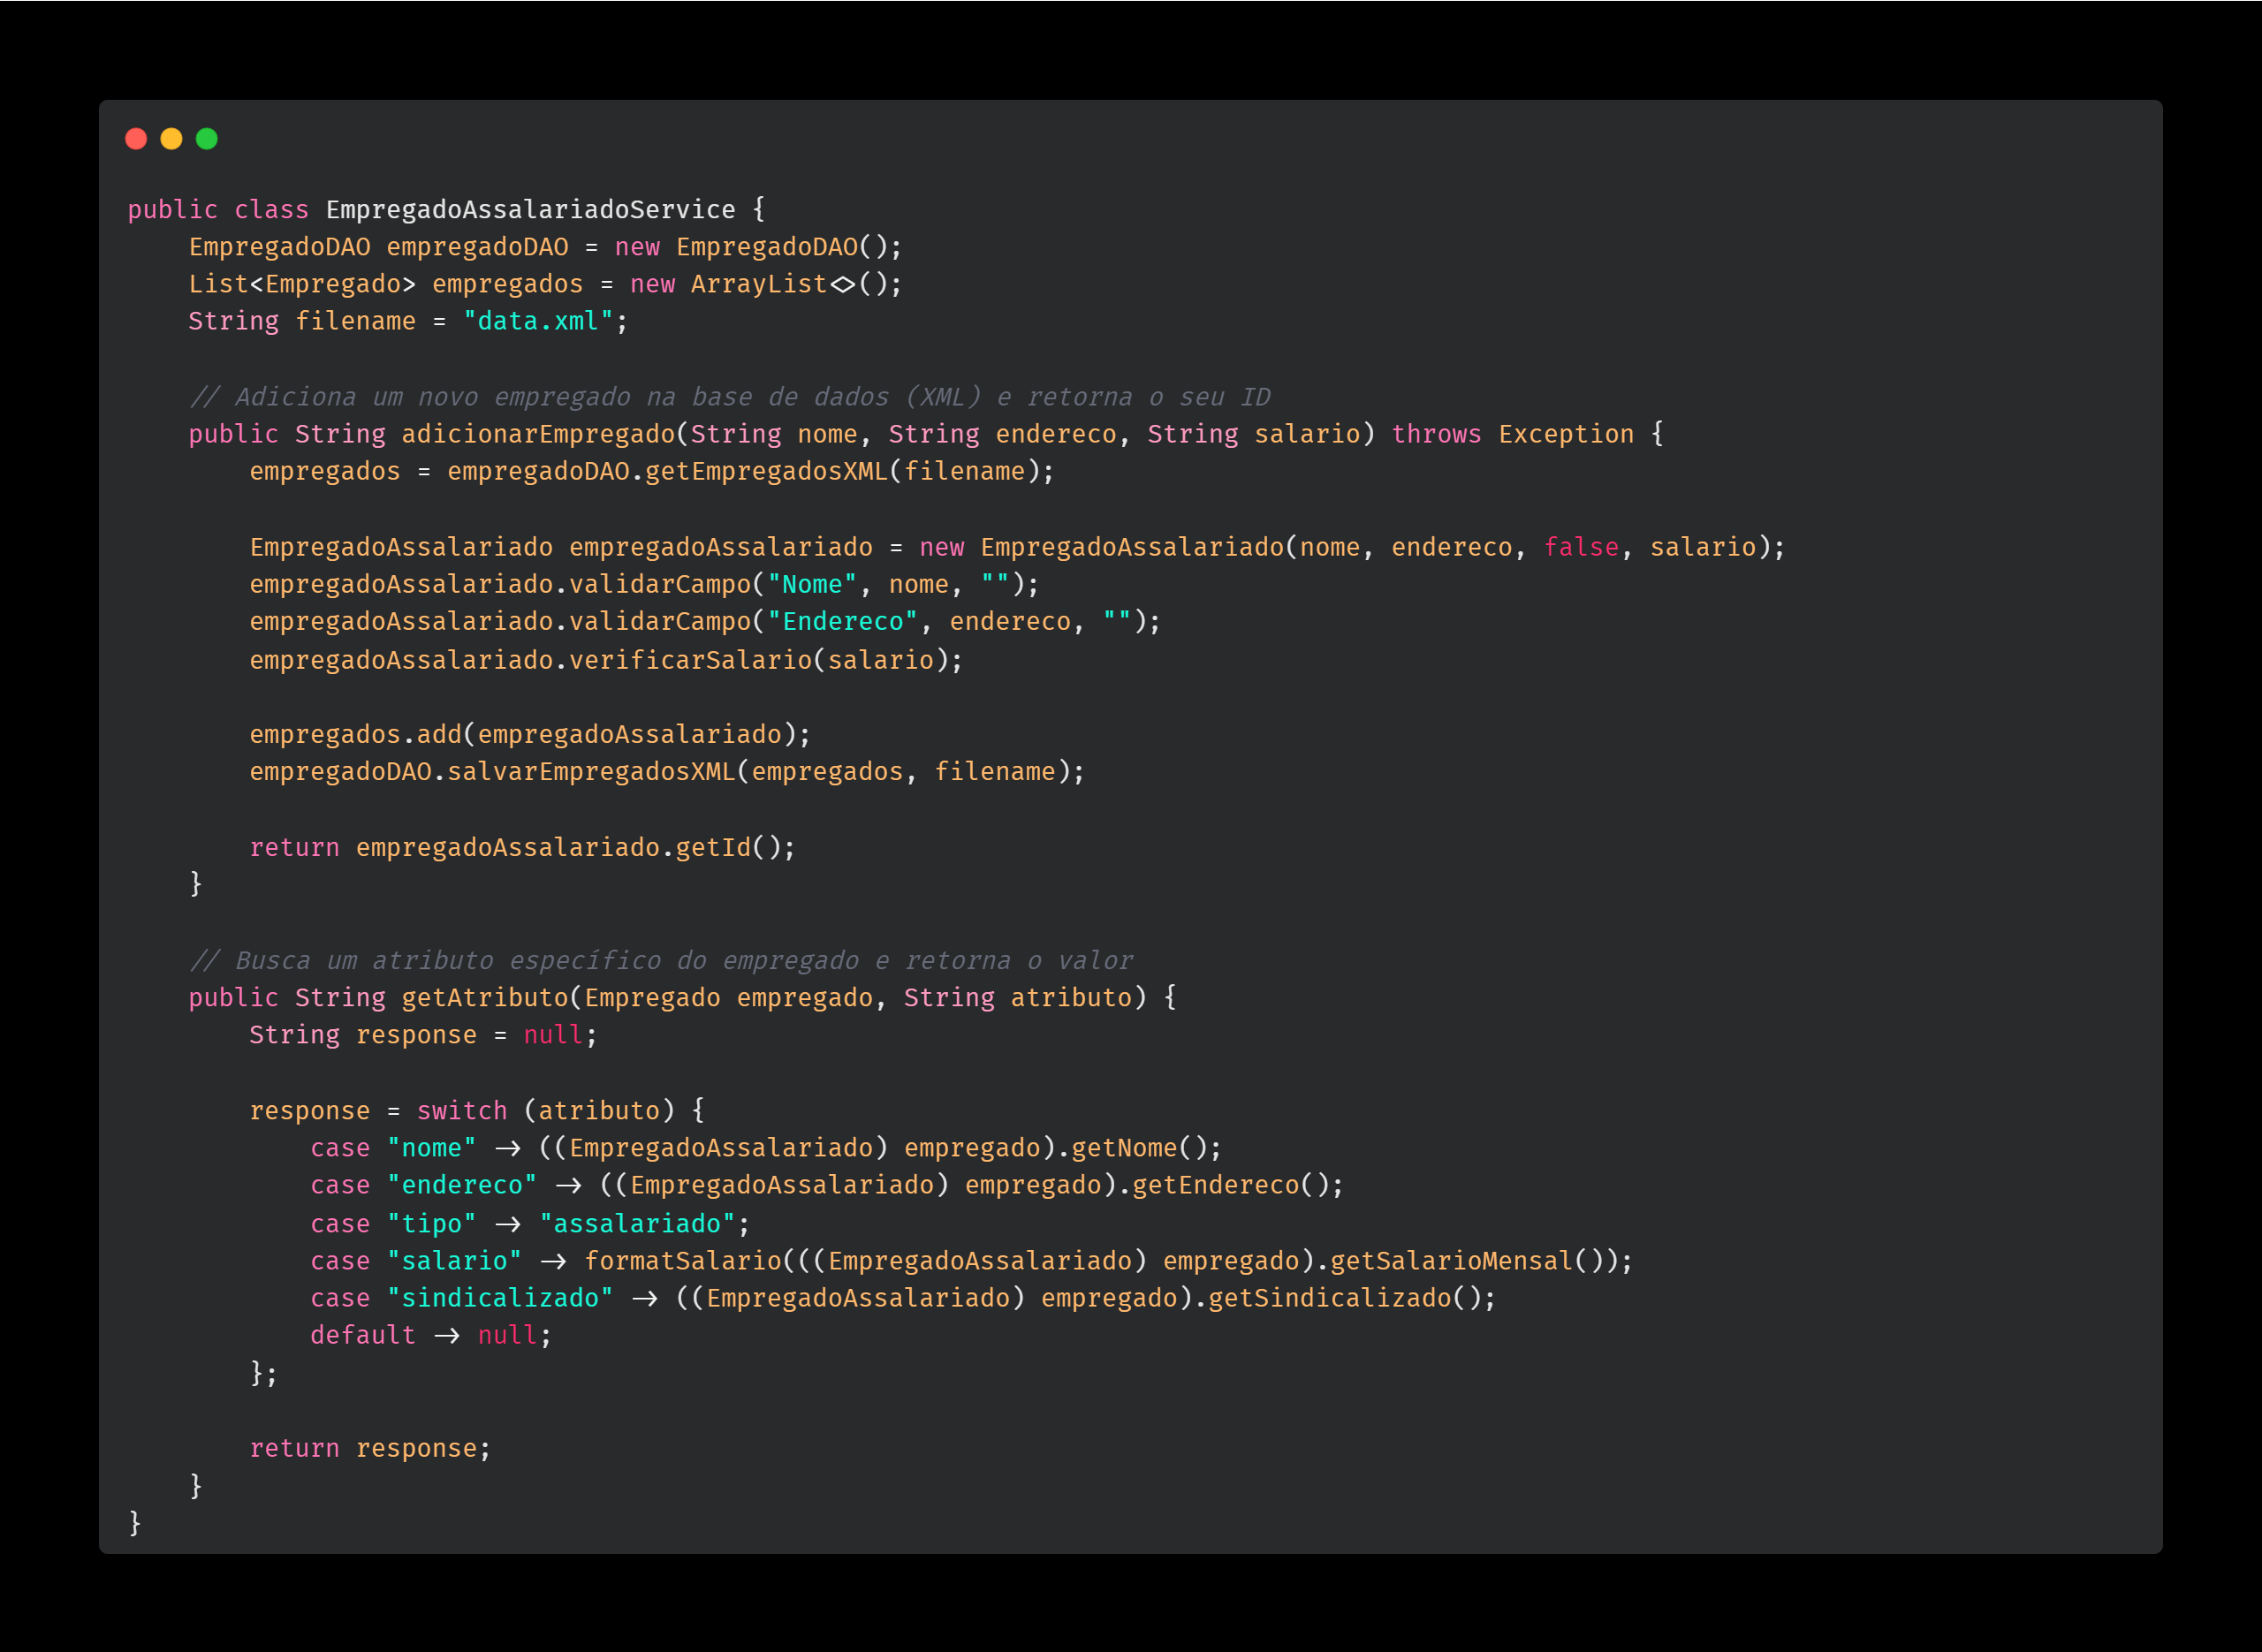 public class EmpregadoAssalariadoService {
    EmpregadoDAO empregadoDAO = new EmpregadoDAO();
    List<Empregado> empregados = new ArrayList<>();
    String filename = "data.xml";

    // Adiciona um novo empregado na base de dados (XML) e retorna o seu ID
    public String adicionarEmpregado(String nome, String endereco, String salario) throws Exception {
        empregados = empregadoDAO.getEmpregadosXML(filename);

        EmpregadoAssalariado empregadoAssalariado = new EmpregadoAssalariado(nome, endereco, false, salario);
        empregadoAssalariado.validarCampo("Nome", nome, "");
        empregadoAssalariado.validarCampo("Endereco", endereco, "");
        empregadoAssalariado.verificarSalario(salario);

        empregados.add(empregadoAssalariado);
        empregadoDAO.salvarEmpregadosXML(empregados, filename);

        return empregadoAssalariado.getId();
    }

    // Busca um atributo específico do empregado e retorna o valor
    public String getAtributo(Empregado empregado, String atributo) {
        String response = null;

        response = switch (atributo) {
            case "nome" -> ((EmpregadoAssalariado) empregado).getNome();
            case "endereco" -> ((EmpregadoAssalariado) empregado).getEndereco();
            case "tipo" -> "assalariado";
            case "salario" -> formatSalario(((EmpregadoAssalariado) empregado).getSalarioMensal());
            case "sindicalizado" -> ((EmpregadoAssalariado) empregado).getSindicalizado();
            default -> null;
        };

        return response;
    }
}